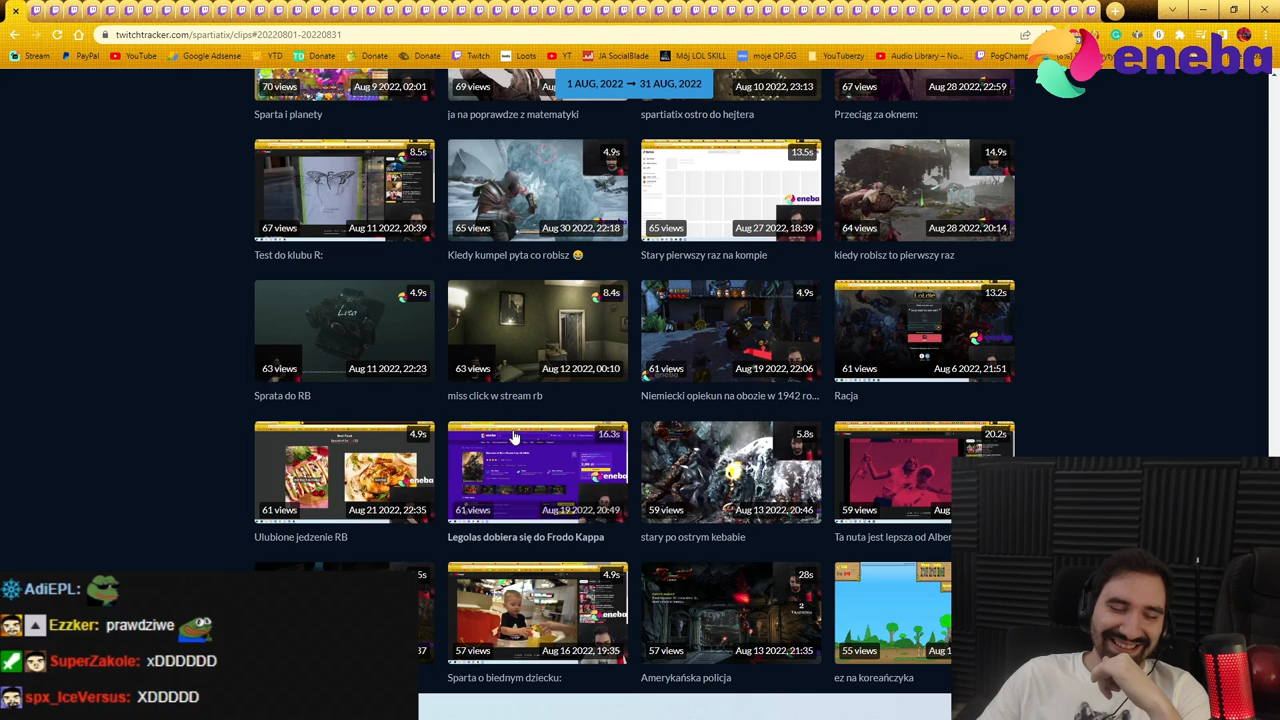 twitchtracker.com/spartiatix/clips#20220801-20220831
Stream PayPal YouTube Google Adsense YTD Donate Donate Donate Twitch Loots YT JA SocialBlade Mój LOL SKILL moje OP.GG YouTuberzy Audio Library – No...
eneba
1 AUG, 2022 ➞ 31 AUG, 2022
70 views Aug 9 2022, 02:01
69 views Aug 10 2022, 23:13
67 views Aug 28 2022, 22:59
Sparta i planety
ja na poprawdze z matematyki
spartiatix ostro do hejtera
Przeciąg za oknem:
8.5s
67 views Aug 11 2022, 20:39
4.9s
65 views Aug 30 2022, 22:18
13.5s
eneba
65 views Aug 27 2022, 18:39
14.9s
64 views Aug 28 2022, 20:14
Test do klubu R:
Kiedy kumpel pyta co robisz 😂
Stary pierwszy raz na kompie
kiedy robisz to pierwszy raz
4.9s
63 views Aug 11 2022, 22:23
8.4s
63 views Aug 12 2022, 00:10
4.9s
61 views Aug 19 2022, 22:06
13.2s
61 views Aug 6 2022, 21:51
Sprata do RB
miss click w stream rb
Niemiecki opiekun na obozie w 1942 ro...
Racja
4.9s
eneba
61 views Aug 21 2022, 22:35
16.3s
eneba
61 views Aug 19 2022, 20:49
5.8s
59 views Aug 13 2022, 20:46
20.2s
59 views
Ulubione jedzenie RB
Legolas dobiera się do Frodo Kappa
stary po ostrym kebabie
Ta nuta jest lepsza od Alber
4.9s
eneba
57 views Aug 16 2022, 19:35
28s
57 views Aug 13 2022, 21:35
55 views
Sparta o biednym dziecku:
Amerykańska policja
ez na koreańczyka
AdiEPL:
Ezzker: prawdziwe
SuperZakole: xDDDDDD
spx_IceVersus: XDDDDD